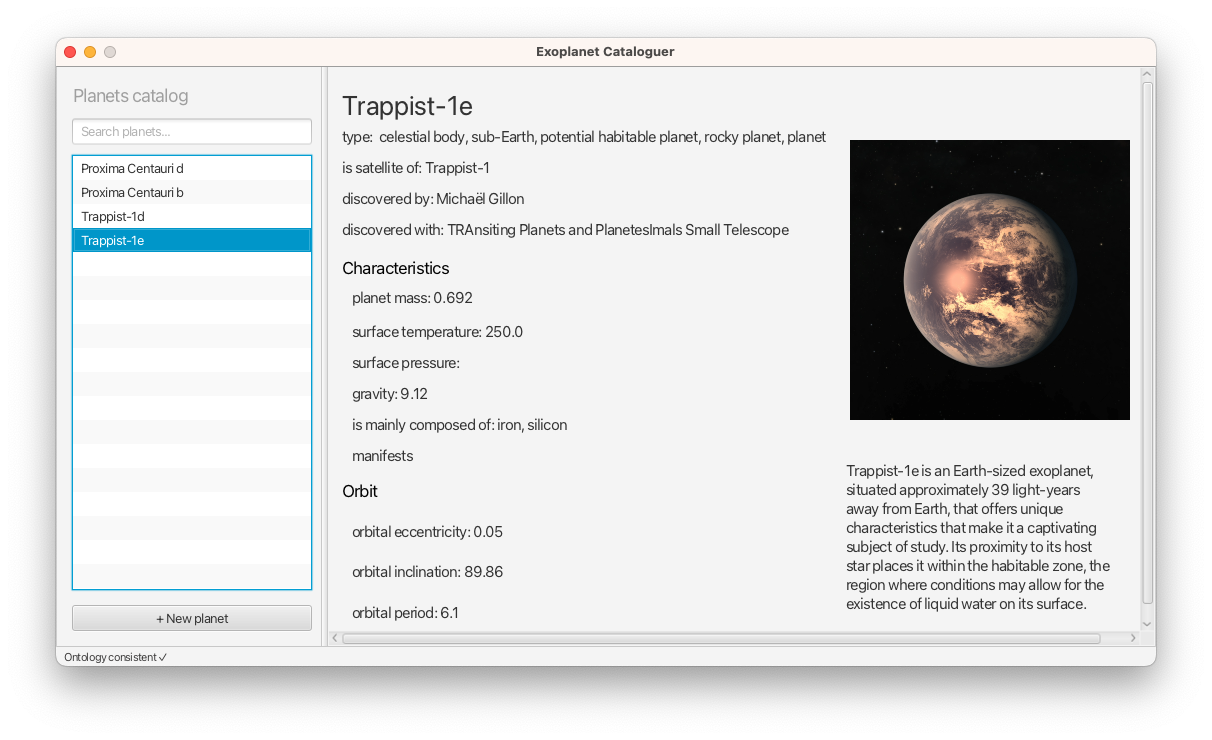 Exoplanet Cataloguer
Planets catalog
Search planets...
Proxima Centauri d
Proxima Centauri b
Trappist-1d
Trappist-1e
+ New planet
Trappist-1e
type: celestial body, sub-Earth, potential habitable planet, rocky planet, planet
is satellite of: Trappist-1
discovered by: Michaël Gillon
discovered with: TRAnsiting Planets and PlanetesImals Small Telescope
Characteristics
planet mass: 0.692
surface temperature: 250.0
surface pressure:
gravity: 9.12
is mainly composed of: iron, silicon
manifests
Orbit
orbital eccentricity: 0.05
orbital inclination: 89.86
orbital period: 6.1
Trappist-1e is an Earth-sized exoplanet,
situated approximately 39 light-years
away from Earth, that offers unique
characteristics that make it a captivating
subject of study. Its proximity to its host
star places it within the habitable zone, the
region where conditions may allow for the
existence of liquid water on its surface.
Ontology consistent ✓